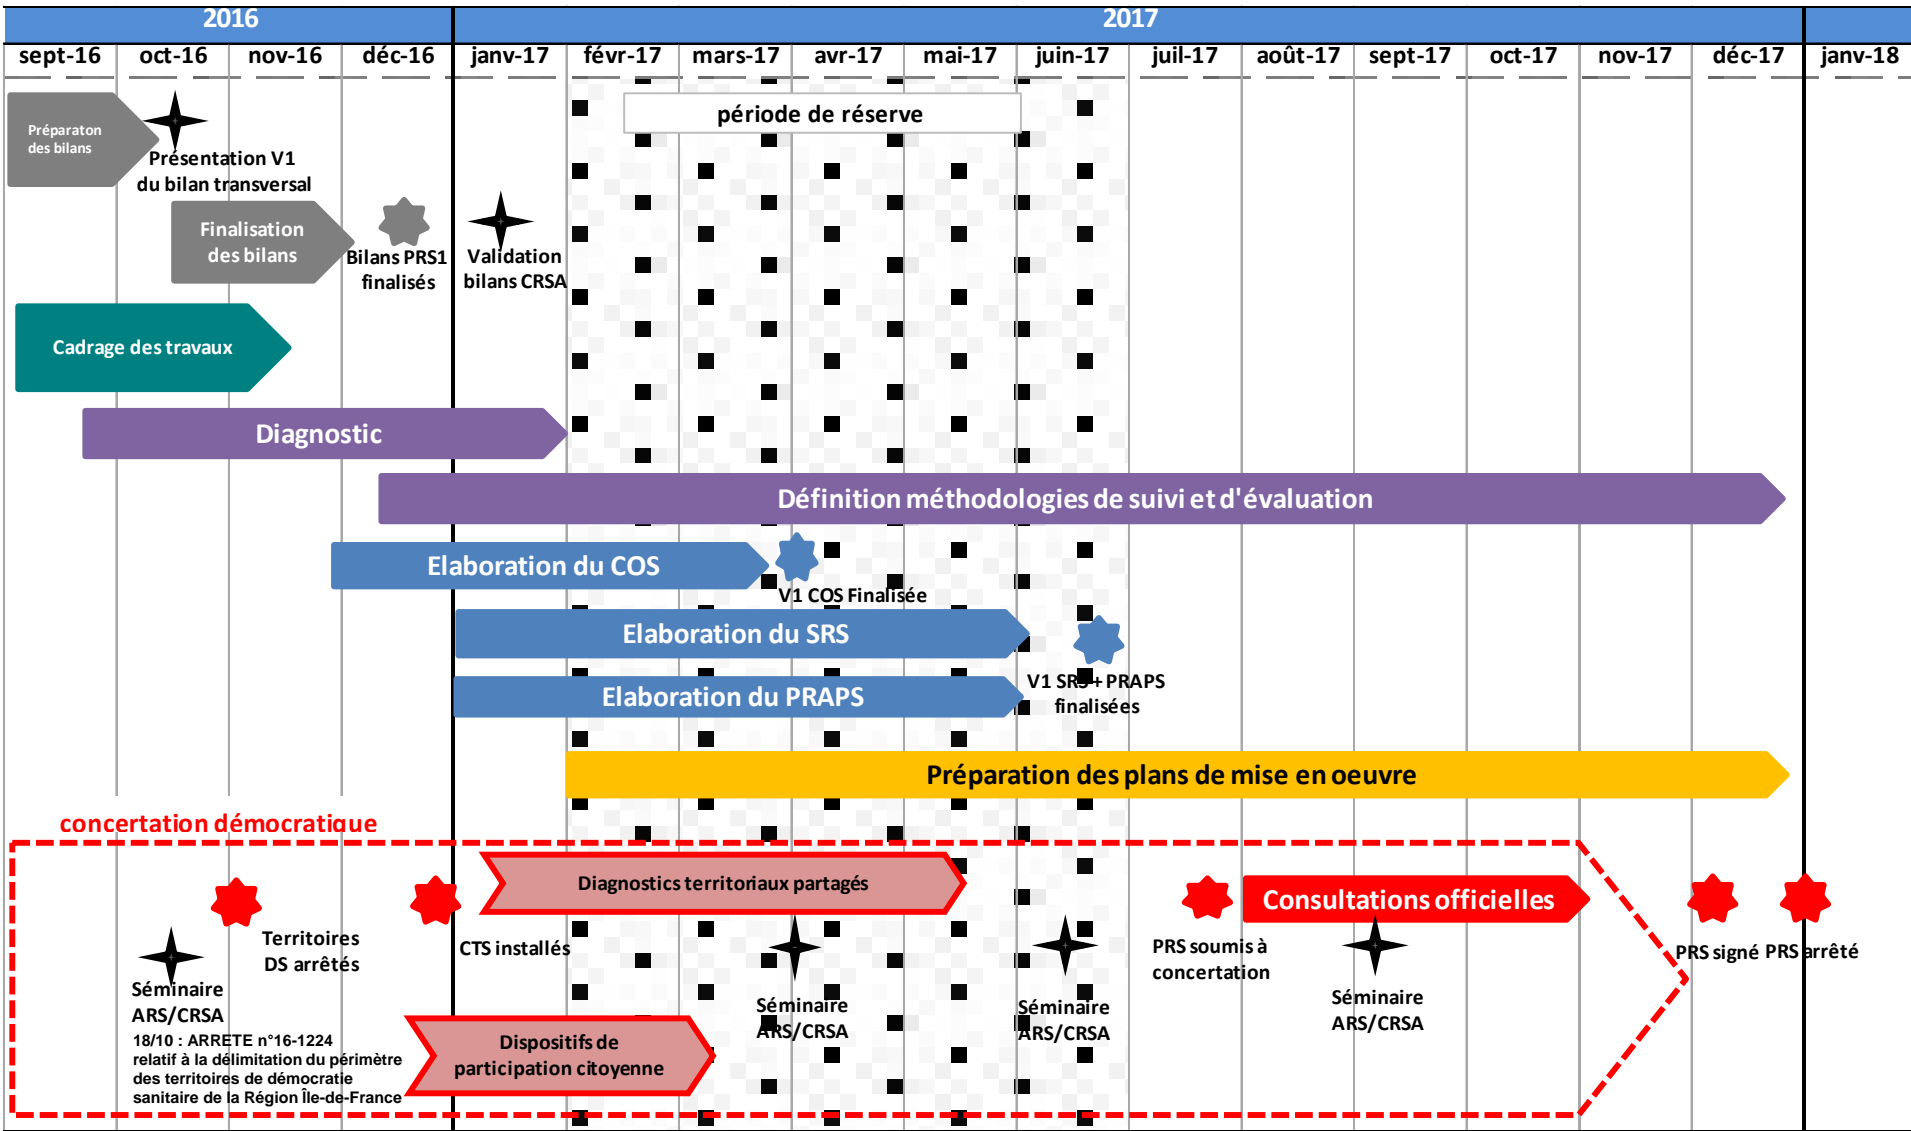 2016
2017
sept-16
oct-16
nov-16
déc-16
janv-17
févr-17
mars-17
avr-17
mai-17
juin-17
juil-17
août-17
sept-17
oct-17
nov-17
déc-17
janv-18
période de réserve
Préparaton
des bilans
Présentation V1
du bilan transversal
Finalisation
des bilans
Bilans PRS1
finalisés
Validation
bilans CRSA
Cadrage des travaux
Diagnostic
Définition méthodologies de suivi et d'évaluation
Elaboration du COS
V1 COS Finalisée
Elaboration du SRS
Elaboration du PRAPS
V1 SRS + PRAPS
finalisées
Préparation des plans de mise en oeuvre
concertation démocratique
Diagnostics territoriaux partagés
Consultations officielles
Territoires
DS arrêtés
CTS installés
PRS soumis à
concertation
PRS signé
PRS arrêté
Séminaire
ARS/CRSA
Séminaire
ARS/CRSA
Séminaire
ARS/CRSA
Séminaire
ARS/CRSA
18/10 : ARRETE n°16-1224
relatif à la délimitation du périmètre
des territoires de démocratie
sanitaire de la Région Île-de-France
Dispositifs de
participation citoyenne